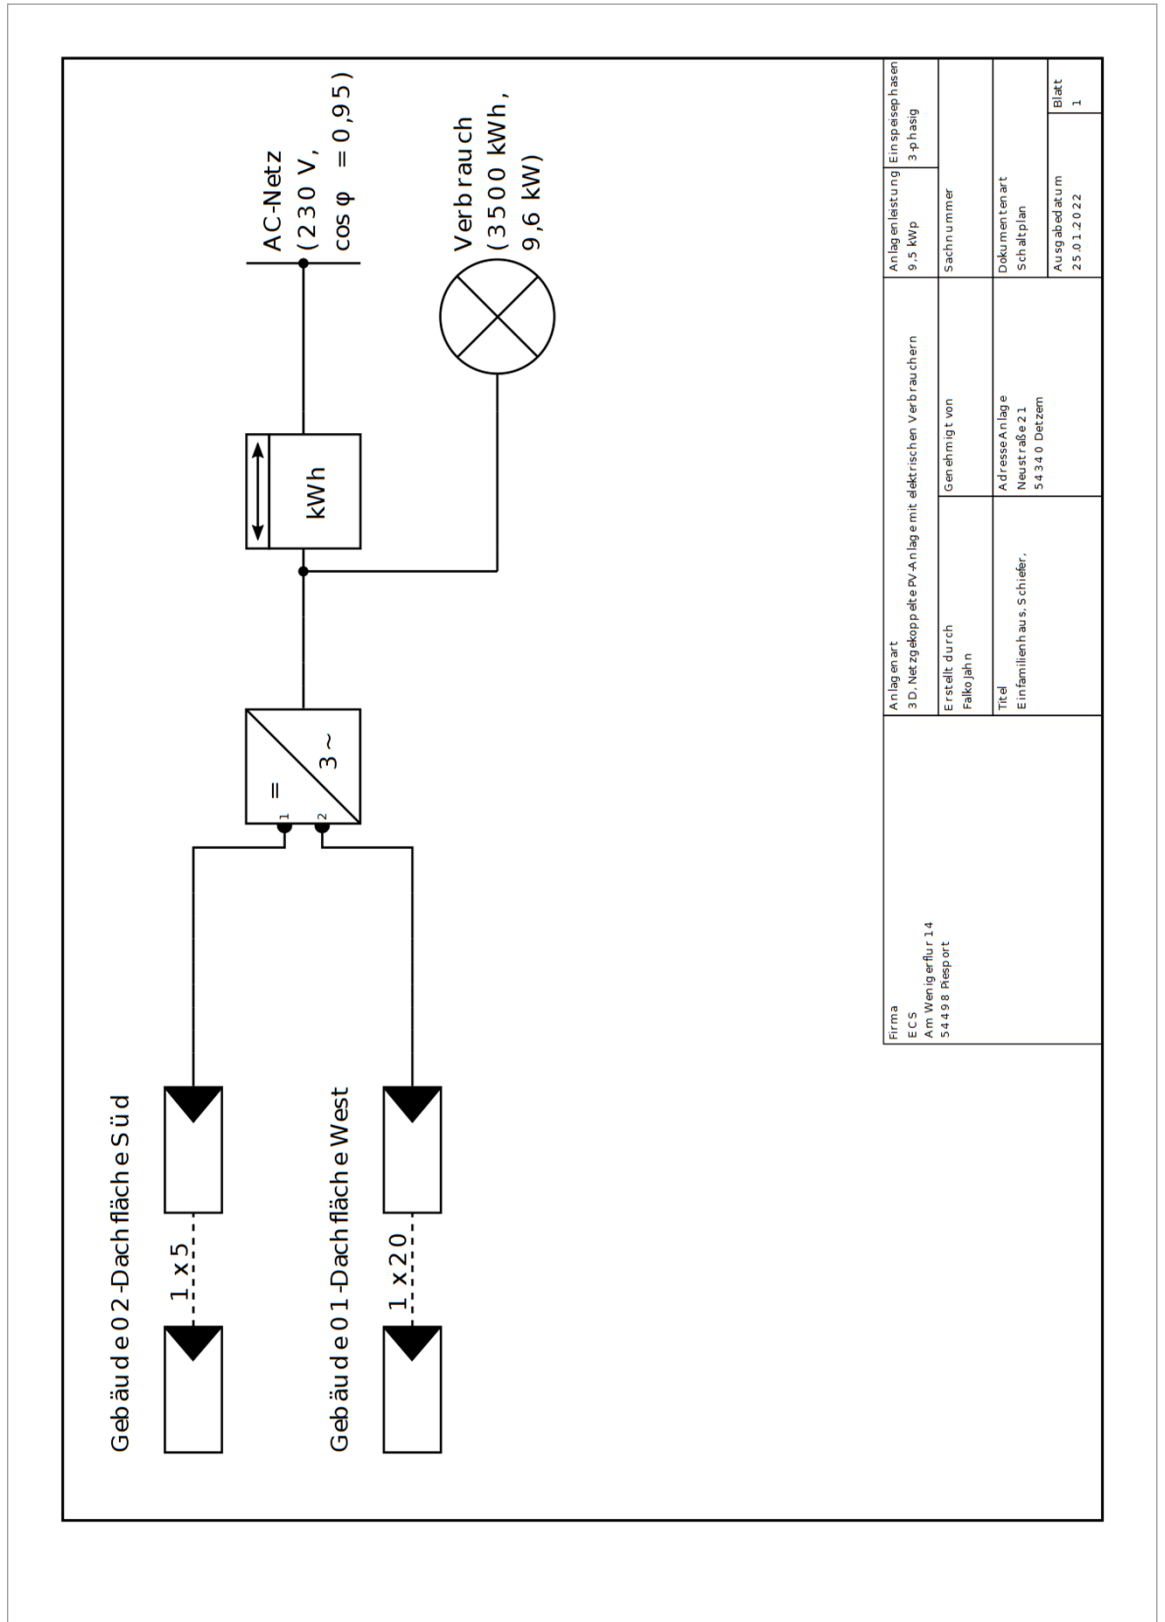 Gebäude 02-Dachfläche Süd
1 x 5
Gebäude 01-Dachfläche West
1 x 20
1
2
=
3 ~
kWh
AC-Netz
(230 V,
cos φ = 0,95)
Verbrauch
(3500 kWh,
9,6 kW)
Firma
ECS
Am Wenigerflur 14
54498 Piesport
Anlagenart
3D, Netzgekoppelte PV-Anlage mit elektrischen Verbrauchern
Anlagenleistung
9,5 kWp
Einspeisephasen
3-phasig
Erstellt durch
Falko Jahn
Genehmigt von
Sachnummer
Titel
Einfamilienhaus, Schiefer,
Adresse Anlage
Neustraße 21
54340 Detzem
Dokumentenart
Schaltplan
Ausgabedatum
25.01.2022
Blatt
1